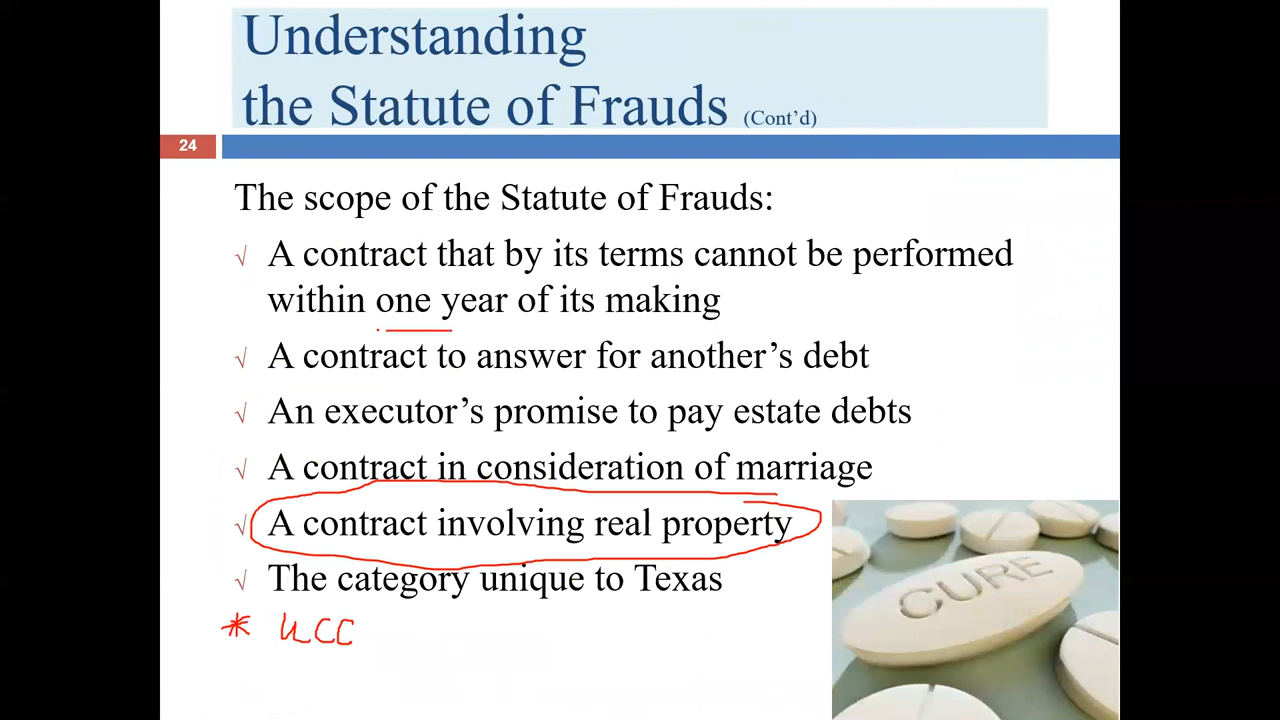 Understanding
the Statute of Frauds (Cont’d)
24
The scope of the Statute of Frauds:
√ A contract that by its terms cannot be performed
within one year of its making
√ A contract to answer for another’s debt
√ An executor’s promise to pay estate debts
√ A contract in consideration of marriage
√ A contract involving real property
√ The category unique to Texas
* UCC
CURE